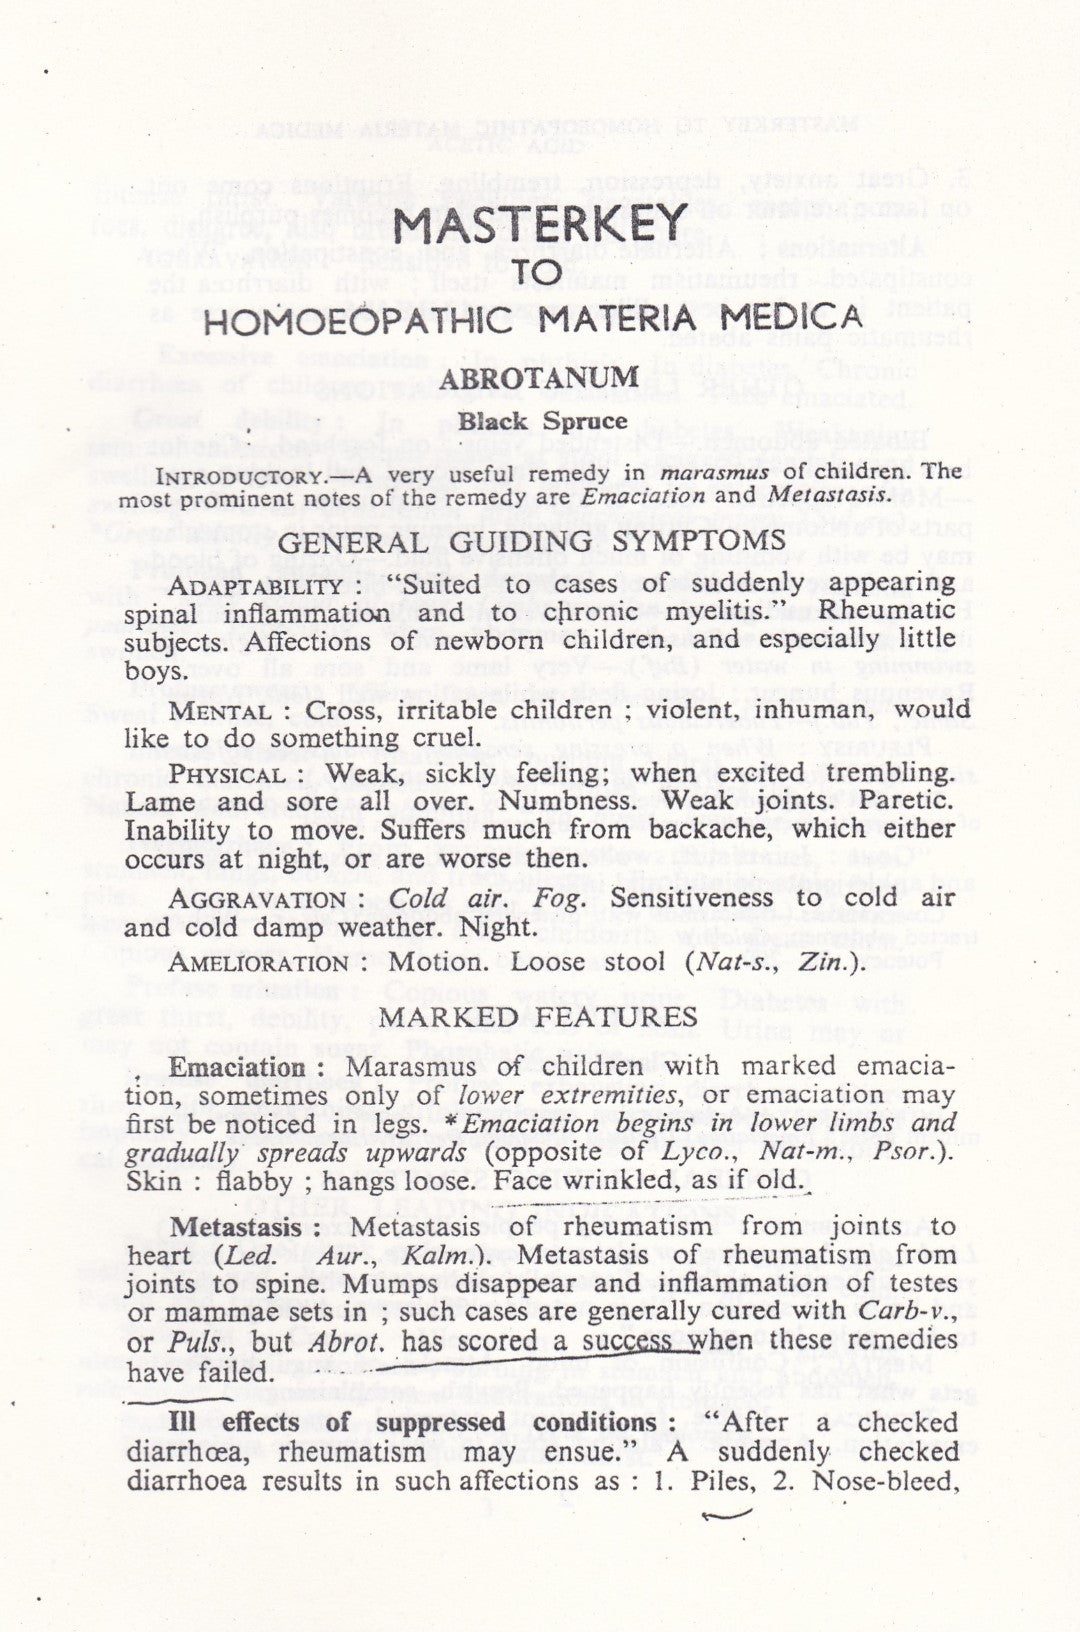 MASTERKEY
TO
HOMOEOPATHIC MATERIA MEDICA
ABROTANUM
Black Spruce
INTRODUCTORY.—A very useful remedy in marasmus of children. The
most prominent notes of the remedy are Emaciation and Metastasis.
GENERAL GUIDING SYMPTOMS
ADAPTABILITY : “Suited to cases of suddenly appearing
spinal inflammation and to chronic myelitis.” Rheumatic
subjects. Affections of newborn children, and especially little
boys.
MENTAL : Cross, irritable children ; violent, inhuman, would
like to do something cruel.
PHYSICAL : Weak, sickly feeling; when excited trembling.
Lame and sore all over. Numbness. Weak joints. Paretic.
Inability to move. Suffers much from backache, which either
occurs at night, or are worse then.
AGGRAVATION : Cold air. Fog. Sensitiveness to cold air
and cold damp weather. Night.
AMELIORATION : Motion. Loose stool (Nat-s., Zin.).
MARKED FEATURES
Emaciation : Marasmus of children with marked emacia-
tion, sometimes only of lower extremities, or emaciation may
first be noticed in legs. *Emaciation begins in lower limbs and
gradually spreads upwards (opposite of Lyco., Nat-m., Psor.).
Skin : flabby ; hangs loose. Face wrinkled, as if old.
Metastasis : Metastasis of rheumatism from joints to
heart (Led. Aur., Kalm.). Metastasis of rheumatism from
joints to spine. Mumps disappear and inflammation of testes
or mammae sets in ; such cases are generally cured with Carb-v.,
or Puls., but Abrot. has scored a success when these remedies
have failed.
Ill effects of suppressed conditions : “After a checked
diarrhœa, rheumatism may ensue.” A suddenly checked
diarrhoea results in such affections as : 1. Piles, 2. Nose-bleed,